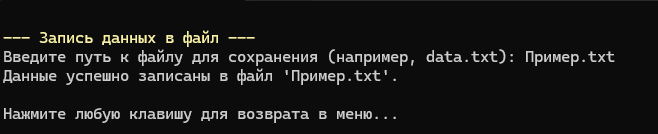 --- Запись данных в файл ---
Введите путь к файлу для сохранения (например, data.txt): Пример.txt
Данные успешно записаны в файл 'Пример.txt'.
Нажмите любую клавишу для возврата в меню...